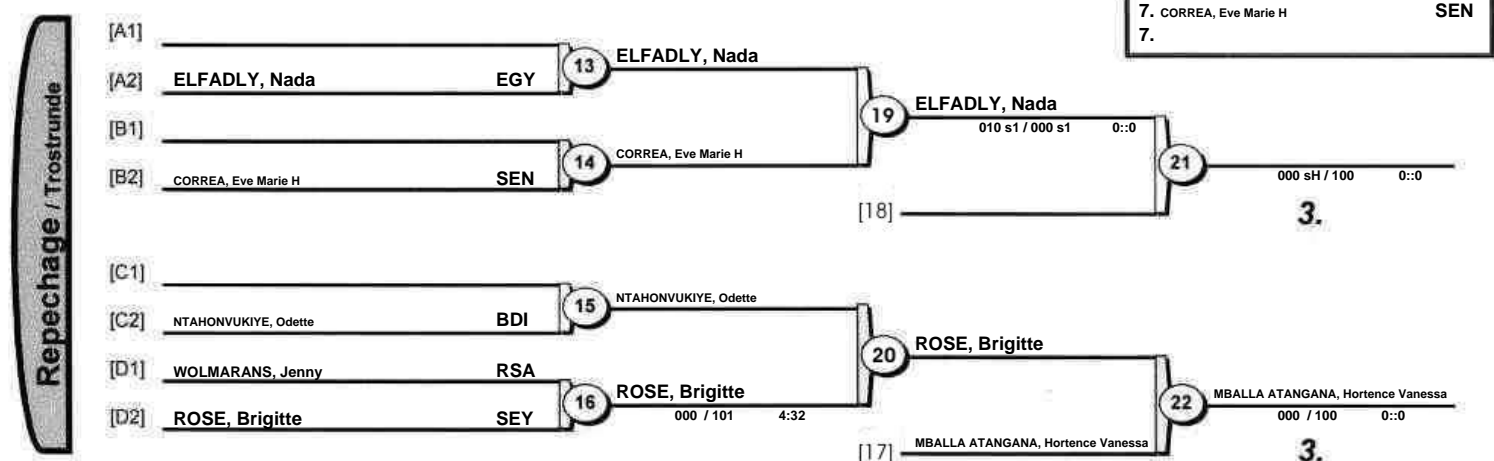 7. CORREA, Eve Marie H SEN
7.
Repechage / Trostrunde
[A1]
[A2] ELFADLY, Nada EGY
13
ELFADLY, Nada
[B1]
[B2] CORREA, Eve Marie H SEN
14
CORREA, Eve Marie H
19
ELFADLY, Nada
010 s1 / 000 s1 0::0
[18]
21
000 sH / 100 0::0
3.
[C1]
[C2] NTAHONVUKIYE, Odette BDI
15
NTAHONVUKIYE, Odette
[D1] WOLMARANS, Jenny RSA
[D2] ROSE, Brigitte SEY
16
ROSE, Brigitte
000 / 101 4:32
20
ROSE, Brigitte
[17] MBALLA ATANGANA, Hortence Vanessa
22
MBALLA ATANGANA, Hortence Vanessa
000 / 100 0::0
3.